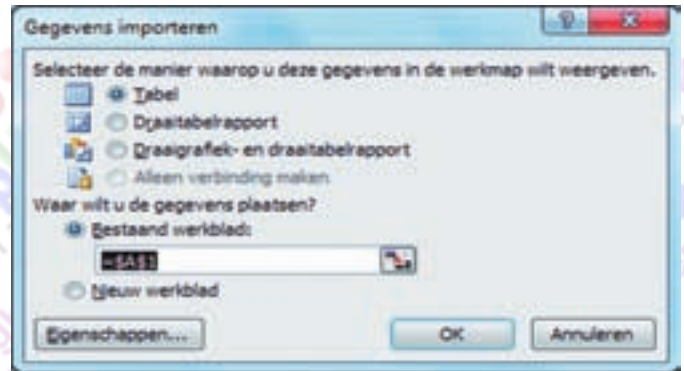 Gegevens importeren
Selecteer de manier waarop u deze gegevens in de werkmap wilt weergeven.
Tabel
Draaitabelrapport
Draaigrafiek- en draaitabelrapport
Alleen verbinding maken
Waar wilt u de gegevens plaatsen?
Bestaand werkblad:
=$A$1
Nieuw werkblad
Eigenschappen...
OK
Annuleren